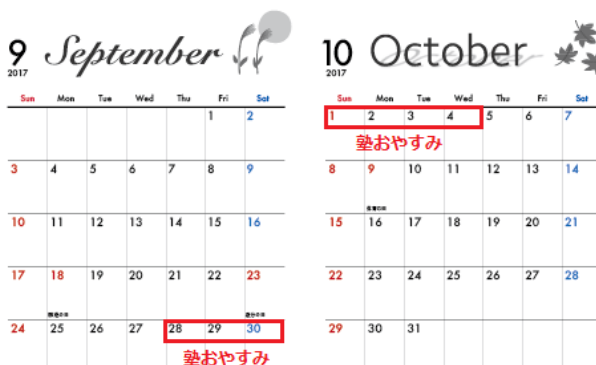 9 September
2017
Sun Mon Tue Wed Thu Fri Sat
1 2
3 4 5 6 7 8 9
10 11 12 13 14 15 16
17 18 19 20 21 22 23
24 25 26 27 28 29 30
塾おやすみ
10 October
2017
Sun Mon Tue Wed Thu Fri Sat
1 2 3 4 5 6 7
塾おやすみ
8 9 10 11 12 13 14
15 16 17 18 19 20 21
22 23 24 25 26 27 28
29 30 31